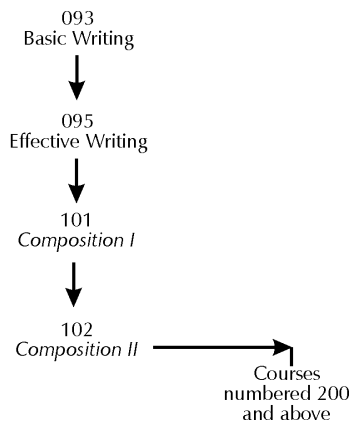 093
Basic Writing
095
Effective Writing
101
Composition I
102
Composition II
Courses
numbered 200
and above